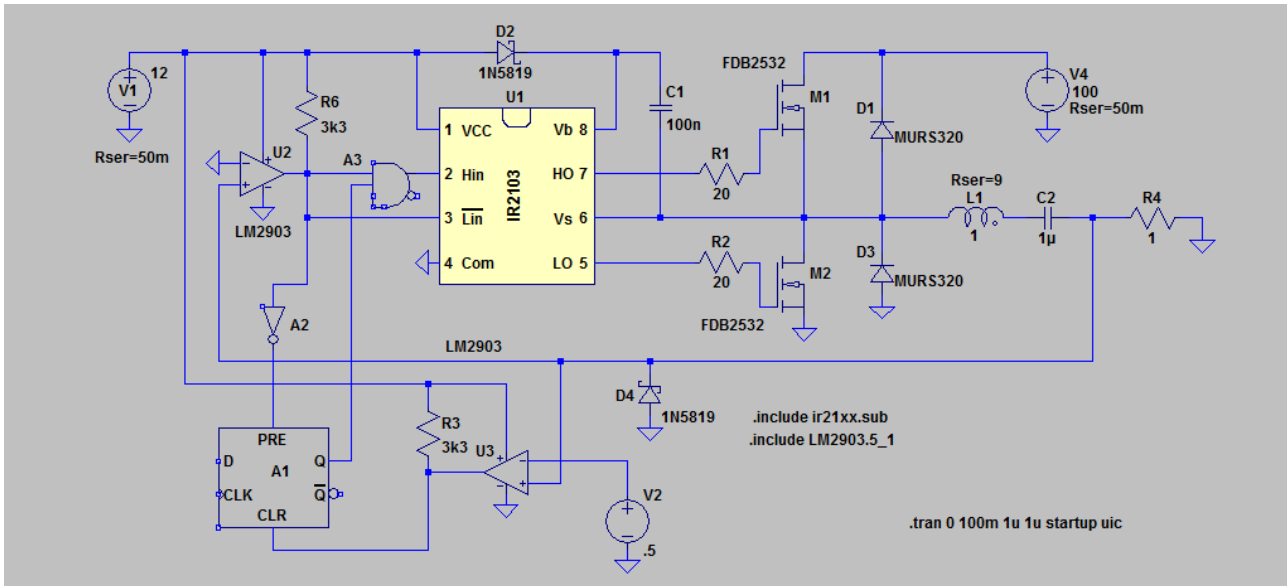 12
V1
Rser=50m
R6
3k3
U2
LM2903
A3
D2
1N5819
U1
IR2103
1 VCC
2 Hin
3 Lin
4 Com
Vb 8
HO 7
Vs 6
LO 5
C1
100n
R1
20
R2
20
FDB2532
M1
M2
FDB2532
D1
MURS320
D3
MURS320
V4
100
Rser=50m
Rser=9
L1
1
C2
1µ
R4
1
A2
LM2903
D4
1N5819
R3
3k3
U3
V2
.5
PRE
D
Q
A1
CLK
Q
CLR
.include ir21xx.sub
.include LM2903.5_1
.tran 0 100m 1u 1u startup uic